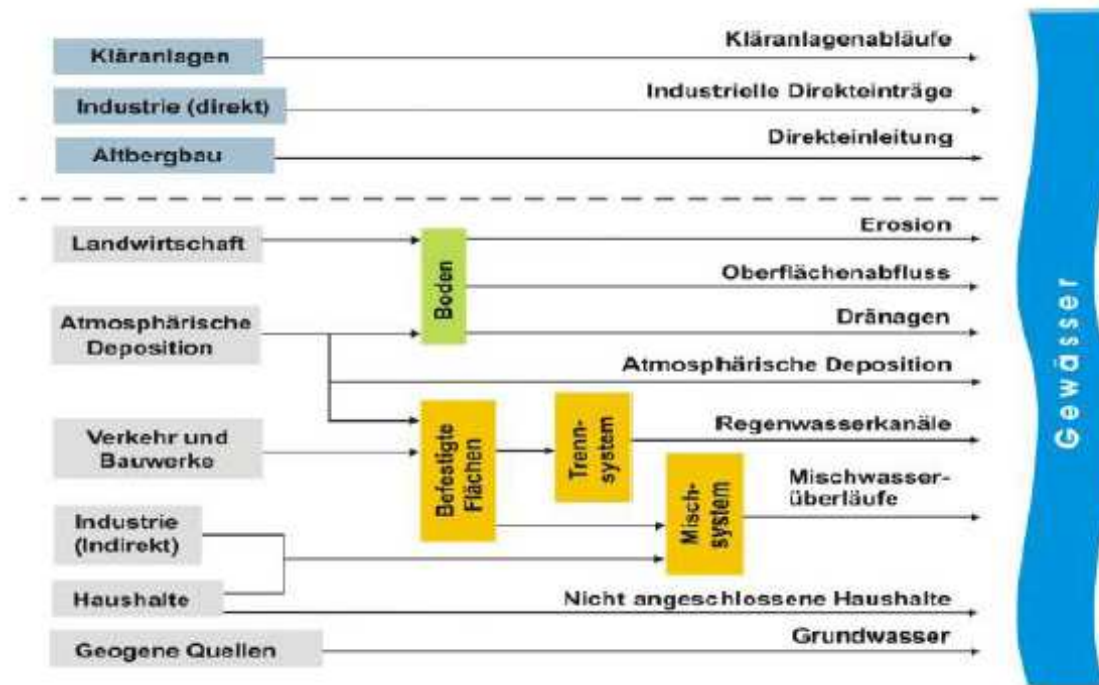 Kläranlagenabläufe
Kläranlagen
Industrielle Direkteinträge
Industrie (direkt)
Direkteinleitung
Altbergbau
Erosion
Landwirtschaft
Boden
Oberflächenabfluss
Atmosphärische
Deposition
Dränagen
Atmosphärische Deposition
Verkehr und
Bauwerke
Befestigte
Flächen
Trenn-
system
Regenwasserkanäle
Misch-
system
Mischwasser-
überläufe
Industrie
(Indirekt)
Haushalte
Nicht angeschlossene Haushalte
Geogene Quellen
Grundwasser
Gewässer